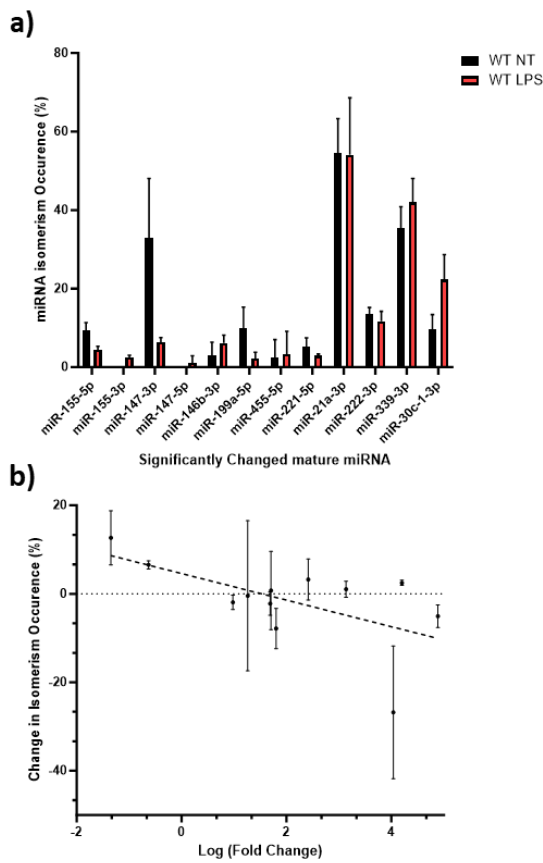 a)
WT NT
WT LPS
miRNA isomerism Occurence (%)
80
60
40
20
0
miR-155-5p
miR-155-3p
miR-147-3p
miR-147-5p
miR-146b-3p
miR-199a-5p
miR-455-5p
miR-221-5p
miR-21a-3p
miR-222-3p
miR-339-3p
miR-30c-1-3p
Significantly Changed mature miRNA
b)
Change in Isomerism Occurence (%)
20
0
-20
-40
-2
0
2
4
Log (Fold Change)